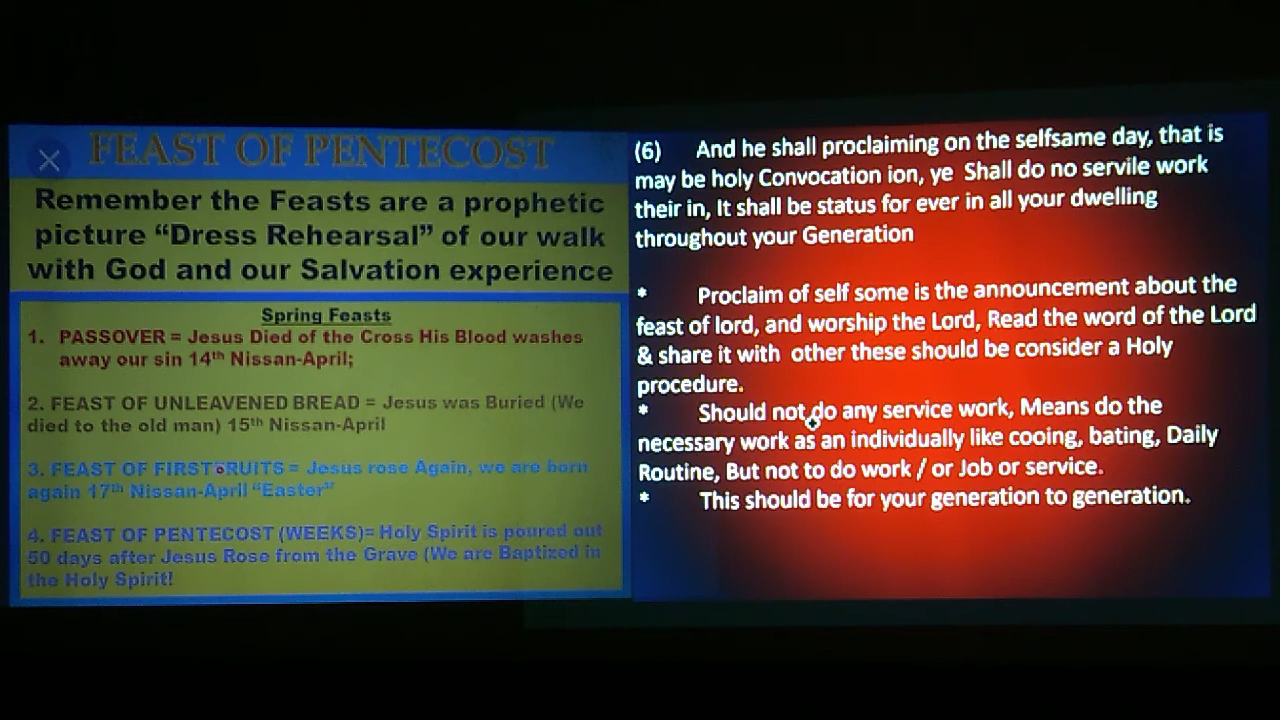 FEAST OF PENTECOST
Remember the Feasts are a prophetic
picture “Dress Rehearsal” of our walk
with God and our Salvation experience
Spring Feasts
1. PASSOVER = Jesus Died of the Cross His Blood washes
away our sin 14th Nissan-April;
2. FEAST OF UNLEAVENED BREAD = Jesus was Buried (We
died to the old man) 15th Nissan-April
3. FEAST OF FIRSTFRUITS = Jesus rose Again, we are born
again 17th Nissan-April “Easter”
4. FEAST OF PENTECOST (WEEKS)= Holy Spirit is poured out
50 days after Jesus Rose from the Grave (We are Baptized in
the Holy Spirit!
(6) And he shall proclaiming on the selfsame day, that is
may be holy Convocation ion, ye Shall do no servile work
their in, It shall be status for ever in all your dwelling
throughout your Generation
* Proclaim of self some is the announcement about the
feast of lord, and worship the Lord, Read the word of the Lord
& share it with other these should be consider a Holy
procedure.
* Should not do any service work, Means do the
necessary work as an individually like cooing, bating, Daily
Routine, But not to do work / or Job or service.
* This should be for your generation to generation.